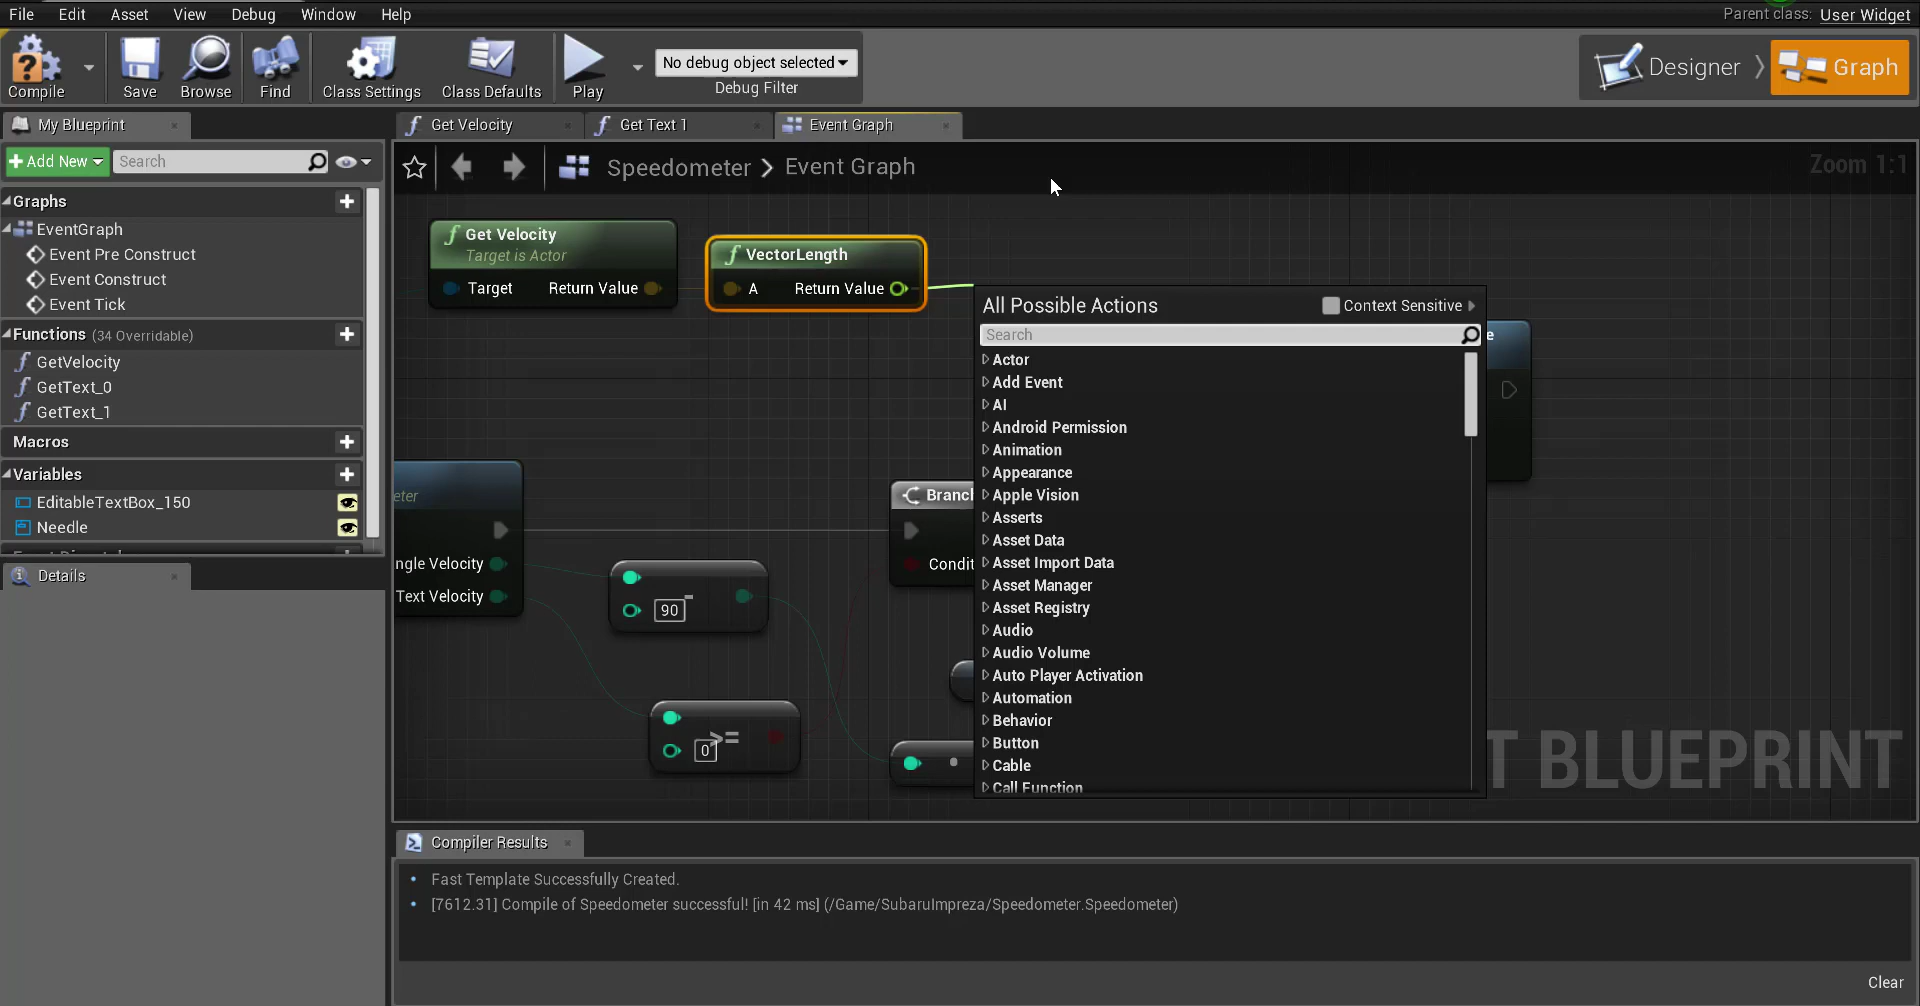 File Edit Asset View Debug Window Help
Parent class: User Widget
Compile Save Browse Find Class Settings Class Defaults Play
No debug object selected
Debug Filter
Designer Graph
My Blueprint
Get Velocity Get Text 1 Event Graph
Add New Search
Speedometer > Event Graph
Zoom 1:1
Graphs
EventGraph
Event Pre Construct
Event Construct
Event Tick
Functions (34 Overridable)
GetVelocity
GetText_0
GetText_1
Macros
Variables
EditableTextBox_150
Needle
Details
Get Velocity
Target is Actor
Target Return Value
VectorLength
A Return Value
eter
ngle Velocity
Text Velocity
90
-
>=
0
Branch
Condit
e
All Possible Actions
Context Sensitive
Search
Actor
Add Event
AI
Android Permission
Animation
Appearance
Apple Vision
Asserts
Asset Data
Asset Import Data
Asset Manager
Asset Registry
Audio
Audio Volume
Auto Player Activation
Automation
Behavior
Button
Cable
Call Function
T BLUEPRINT
Compiler Results
Fast Template Successfully Created.
[7612.31] Compile of Speedometer successful! [in 42 ms] (/Game/SubaruImpreza/Speedometer.Speedometer)
Clear